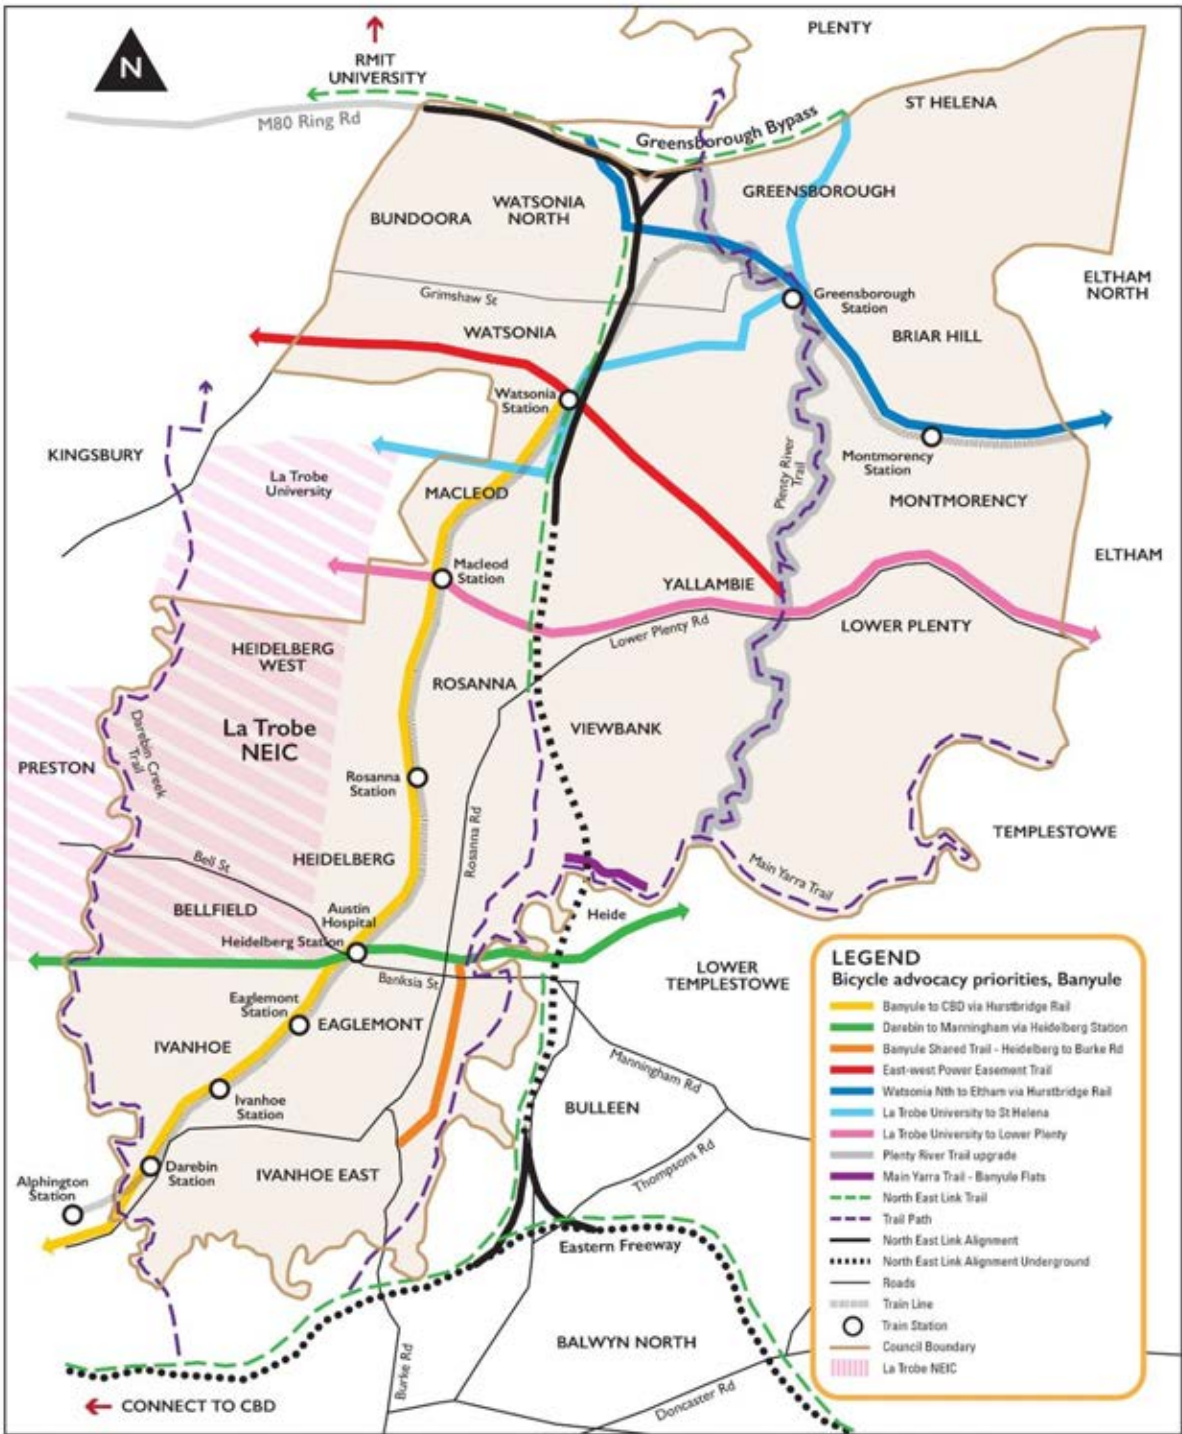 PLENTY
N
RMIT
UNIVERSITY
ST HELENA
M80 Ring Rd
Greensborough Bypass
GREENSBOROUGH
WATSONIA
NORTH
BUNDOORA
ELTHAM
NORTH
Grimshaw St
Greensborough
Station
WATSONIA
BRIAR HILL
Watsonia
Station
KINGSBURY
Montmorency
Station
Plenty River
Trail
La Trobe
University
MACLEOD
MONTMORENCY
ELTHAM
Macleod
Station
YALLAMBIE
Lower Plenty Rd
LOWER PLENTY
HEIDELBERG
WEST
ROSANNA
La Trobe
NEIC
VIEWBANK
Darebin Creek
Trail
PRESTON
Rosanna
Station
Rosanna Rd
TEMPLESTOWE
HEIDELBERG
Bell St
Main Yarra Trail
BELLFIELD
Austin
Hospital
Heide
Heidelberg Station
Banksia St
LOWER
TEMPLESTOWE
Eaglemont
Station
EAGLEMONT
IVANHOE
Manningham Rd
Ivanhoe
Station
BULLEEN
Thompsons Rd
Darebin
Station
IVANHOE EAST
Alphington
Station
Eastern Freeway
BALWYN NORTH
Burke Rd
Doncaster Rd
CONNECT TO CBD
LEGEND
Bicycle advocacy priorities, Banyule
Banyule to CBD via Hurstbridge Rail
Darebin to Manningham via Heidelberg Station
Banyule Shared Trail - Heidelberg to Burke Rd
East-west Power Easement Trail
Watsonia Nth to Eltham via Hurstbridge Rail
La Trobe University to St Helena
La Trobe University to Lower Plenty
Plenty River Trail upgrade
Main Yarra Trail - Banyule Flats
North East Link Trail
Trail Path
North East Link Alignment
North East Link Alignment Underground
Roads
Train Line
Train Station
Council Boundary
La Trobe NEIC